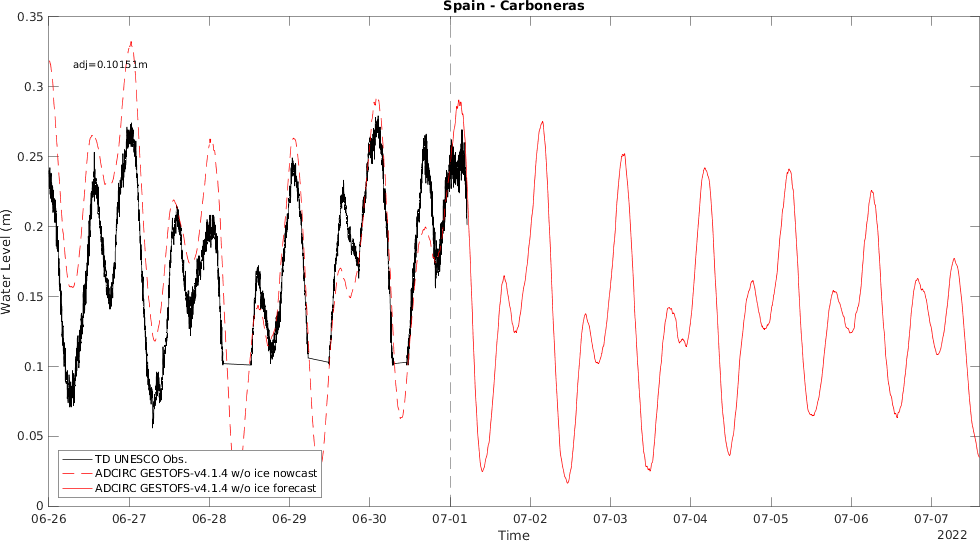 Spain - Carboneras
0.35
0.3
0.25
0.2
0.15
0.1
0.05
0
Water Level (m)
adj=0.10151m
TD UNESCO Obs.
ADCIRC GESTOFS-v4.1.4 w/o ice nowcast
ADCIRC GESTOFS-v4.1.4 w/o ice forecast
06-26 06-27 06-28 06-29 06-30 07-01 07-02 07-03 07-04 07-05 07-06 07-07
Time
2022